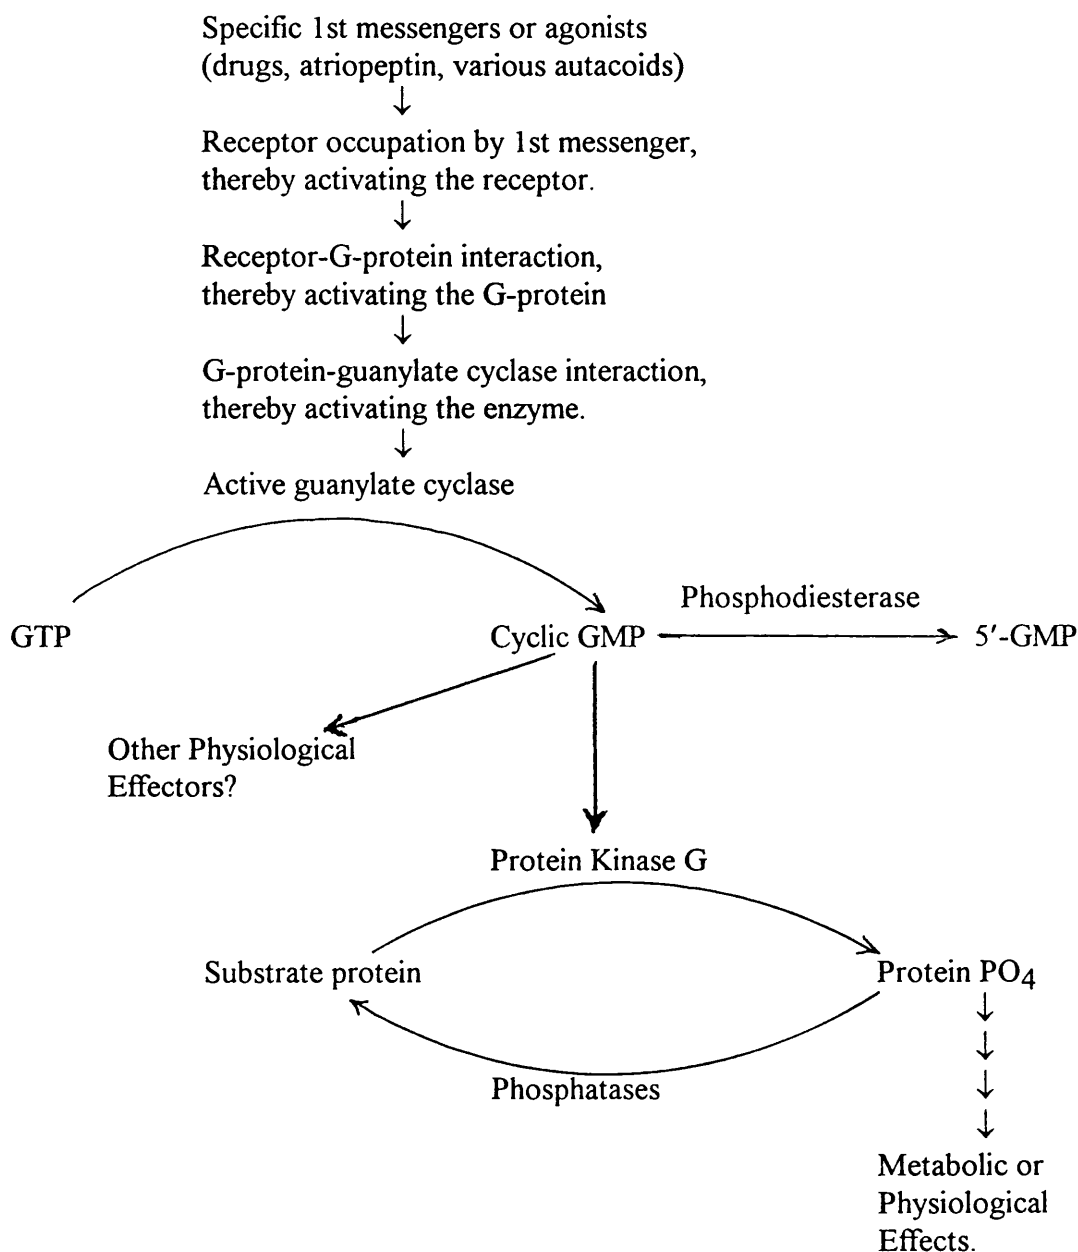 Specific 1st messengers or agonists
(drugs, atriopeptin, various autacoids)
Receptor occupation by 1st messenger,
thereby activating the receptor.
Receptor-G-protein interaction,
thereby activating the G-protein
G-protein-guanylate cyclase interaction,
thereby activating the enzyme.
Active guanylate cyclase
Phosphodiesterase
GTP
Cyclic GMP
5′-GMP
Other Physiological
Effectors?
Protein Kinase G
Substrate protein
Protein PO4
Phosphatases
Metabolic or
Physiological
Effects.